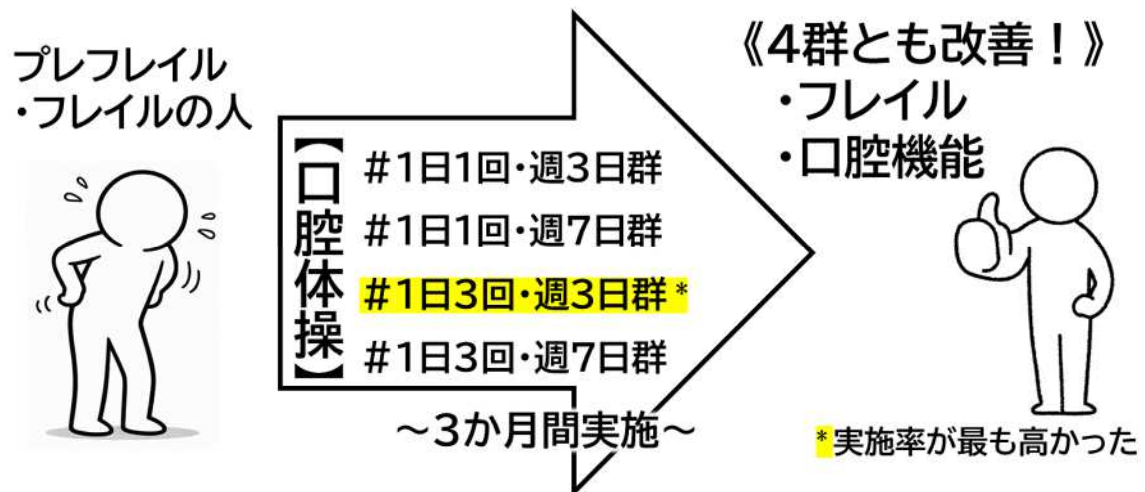 プレフレイル
・フレイルの人
【口腔体操】
#1日1回・週3日群
#1日1回・週7日群
#1日3回・週3日群*
#1日3回・週7日群
～3か月間実施～
《4群とも改善！》
・フレイル
・口腔機能
*実施率が最も高かった